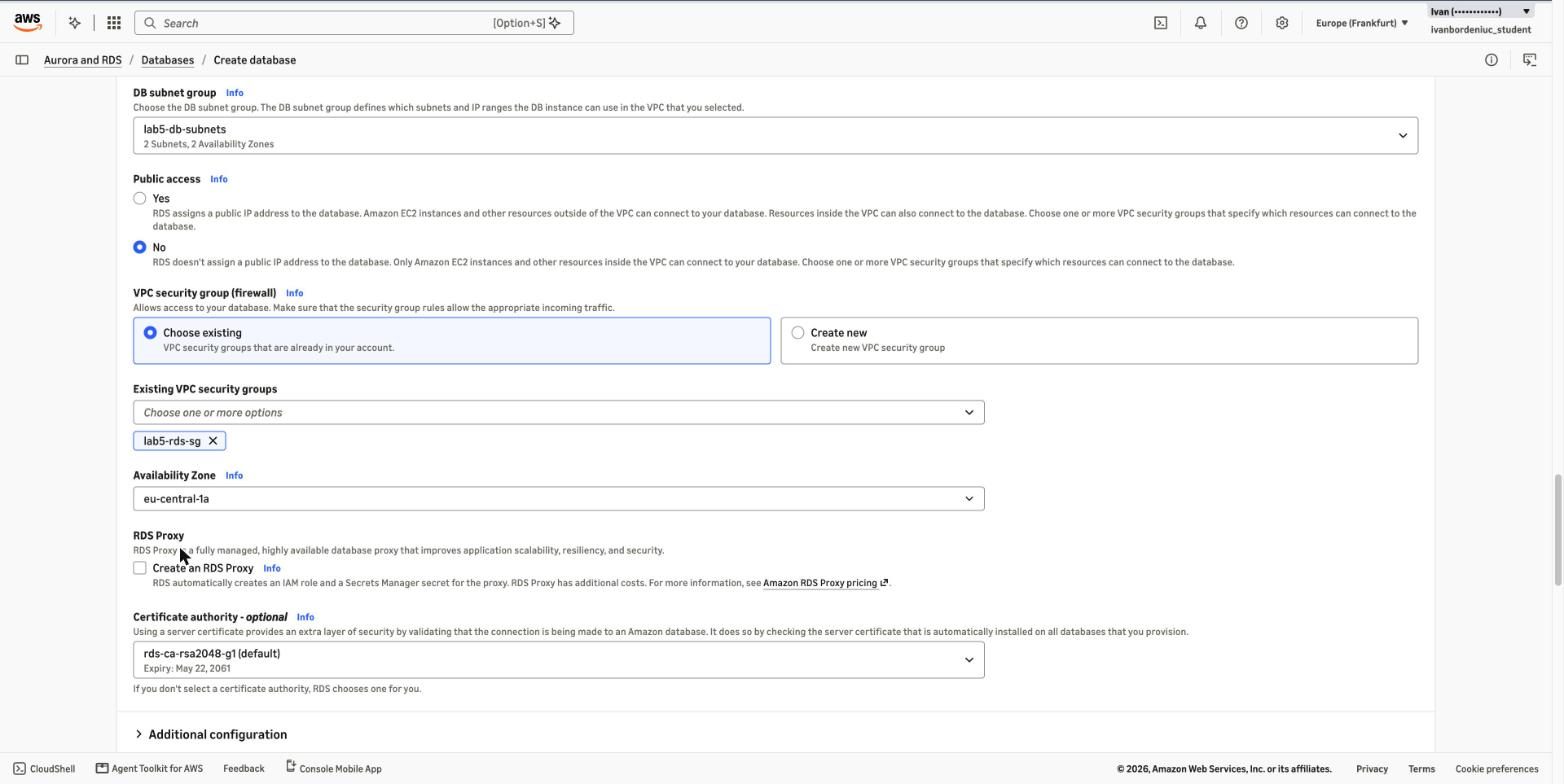 aws
Search
[Option+S]
Europe (Frankfurt)
Ivan (············)
ivanbordeniuc_student
Aurora and RDS / Databases / Create database
DB subnet group Info
Choose the DB subnet group. The DB subnet group defines which subnets and IP ranges the DB instance can use in the VPC that you selected.
lab5-db-subnets
2 Subnets, 2 Availability Zones
Public access Info
Yes
RDS assigns a public IP address to the database. Amazon EC2 instances and other resources outside of the VPC can connect to your database. Resources inside the VPC can also connect to the database. Choose one or more VPC security groups that specify which resources can connect to the
database.
No
RDS doesn't assign a public IP address to the database. Only Amazon EC2 instances and other resources inside the VPC can connect to your database. Choose one or more VPC security groups that specify which resources can connect to the database.
VPC security group (firewall) Info
Allows access to your database. Make sure that the security group rules allow the appropriate incoming traffic.
Choose existing
VPC security groups that are already in your account.
Create new
Create new VPC security group
Existing VPC security groups
Choose one or more options
lab5-rds-sg
Availability Zone Info
eu-central-1a
RDS Proxy
RDS Proxy is a fully managed, highly available database proxy that improves application scalability, resiliency, and security.
Create an RDS Proxy Info
RDS automatically creates an IAM role and a Secrets Manager secret for the proxy. RDS Proxy has additional costs. For more information, see Amazon RDS Proxy pricing.
Certificate authority - optional Info
Using a server certificate provides an extra layer of security by validating that the connection is being made to an Amazon database. It does so by checking the server certificate that is automatically installed on all databases that you provision.
rds-ca-rsa2048-g1 (default)
Expiry: May 22, 2061
If you don't select a certificate authority, RDS chooses one for you.
Additional configuration
CloudShell
Agent Toolkit for AWS
Feedback
Console Mobile App
© 2026, Amazon Web Services, Inc. or its affiliates.
Privacy
Terms
Cookie preferences